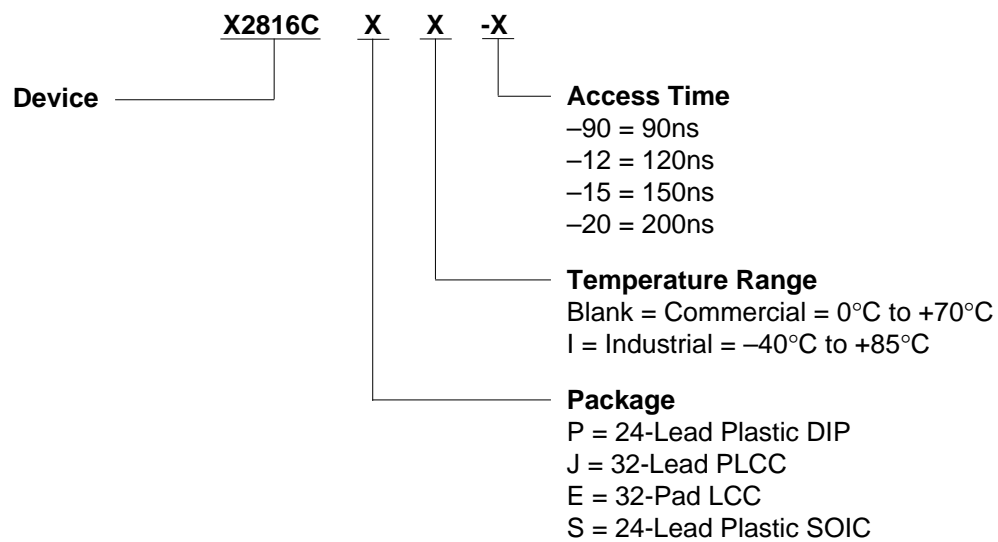 X2816C X X -X
Device
Access Time
–90 = 90ns
–12 = 120ns
–15 = 150ns
–20 = 200ns
Temperature Range
Blank = Commercial = 0°C to +70°C
I = Industrial = –40°C to +85°C
Package
P = 24-Lead Plastic DIP
J = 32-Lead PLCC
E = 32-Pad LCC
S = 24-Lead Plastic SOIC